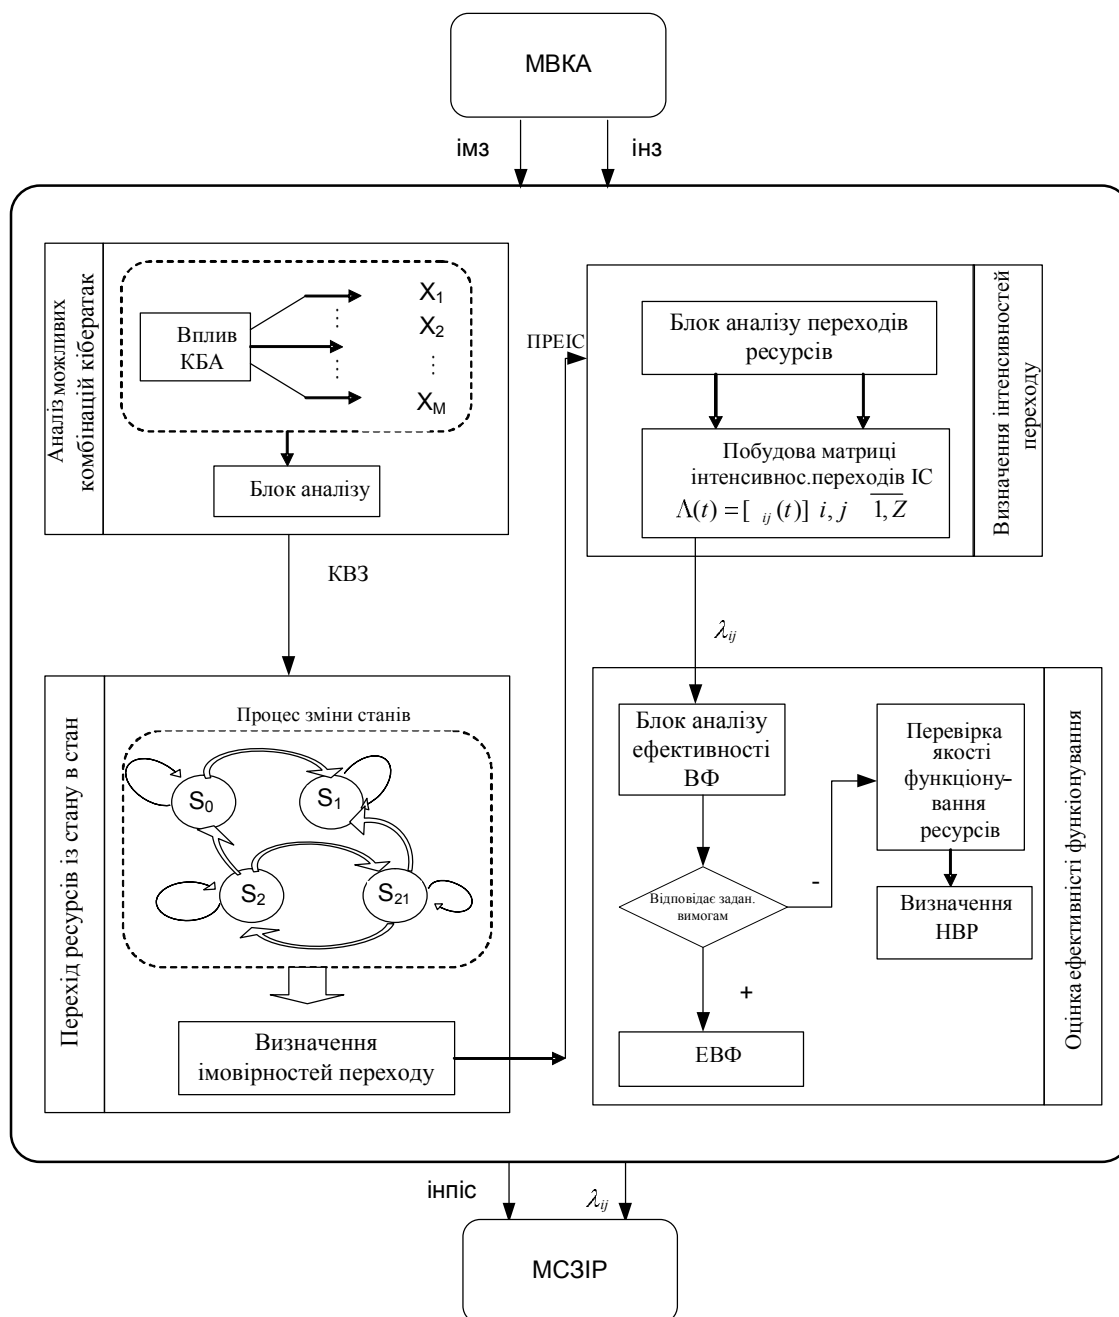 МВКА
імз
інз
Аналіз можливих
комбінацій кібератак
Вплив
КБА
X1
X2
⋮
XM
Блок аналізу
КВЗ
Перехід ресурсів із стану в стан
Процес зміни станів
S0
S1
S2
S21
Визначення
імовірностей переходу
ПРЕІС
Блок аналізу переходів
ресурсів
Побудова матриці
інтенсивнос.переходів ІС
Λ(t) = [ ij (t)] i, j 1, Z
Визначення інтенсивностей
переходу
λij
Блок аналізу
ефективності
ВФ
Відповідає задан.
вимогам
-
+
ЕВФ
Перевірка
якості
функціону-
вання
ресурсів
Визначення
НВР
Оцінка ефективністі функіонування
інпіс
λij
МСЗІР